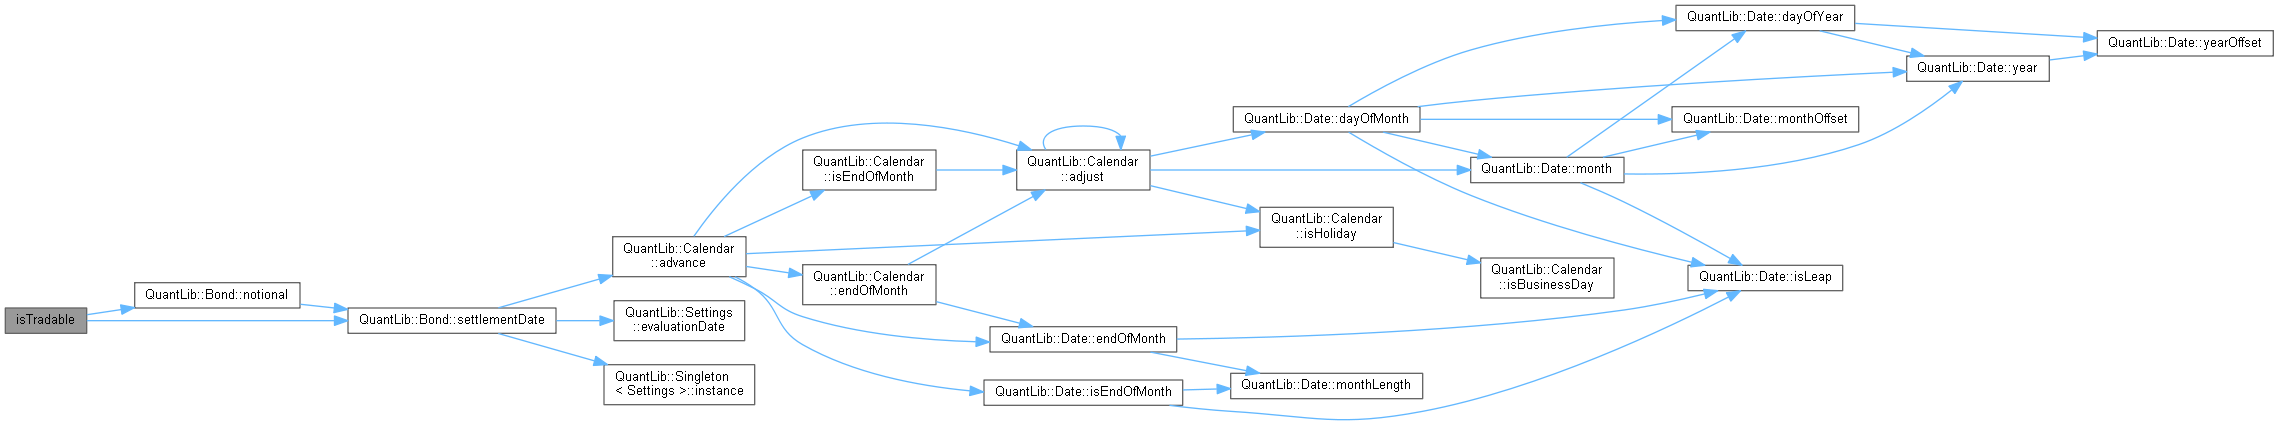 isTradable
QuantLib::Bond::notional
QuantLib::Bond::settlementDate
QuantLib::Calendar
::advance
QuantLib::Settings
::evaluationDate
QuantLib::Singleton
< Settings >::instance
QuantLib::Calendar
::isEndOfMonth
QuantLib::Calendar
::endOfMonth
QuantLib::Calendar
::adjust
QuantLib::Date::endOfMonth
QuantLib::Date::isEndOfMonth
QuantLib::Date::dayOfMonth
QuantLib::Calendar
::isHoliday
QuantLib::Date::monthLength
QuantLib::Date::month
QuantLib::Calendar
::isBusinessDay
QuantLib::Date::dayOfYear
QuantLib::Date::monthOffset
QuantLib::Date::isLeap
QuantLib::Date::year
QuantLib::Date::yearOffset